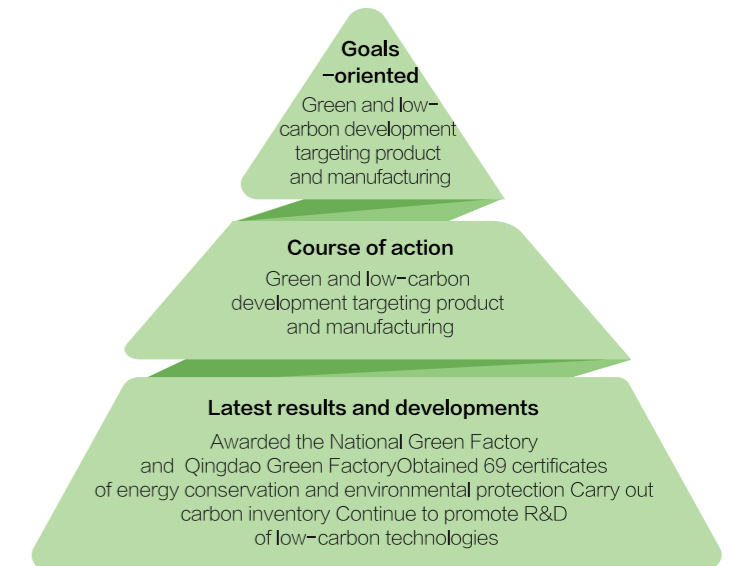 Goals
-oriented
Green and low-
carbon development
targeting product
and manufacturing
Course of action
Green and low-carbon
development targeting product
and manufacturing
Latest results and developments
Awarded the National Green Factory
and Qingdao Green FactoryObtained 69 certificates
of energy conservation and environmental protection Carry out
carbon inventory Continue to promote R&D
of low-carbon technologies